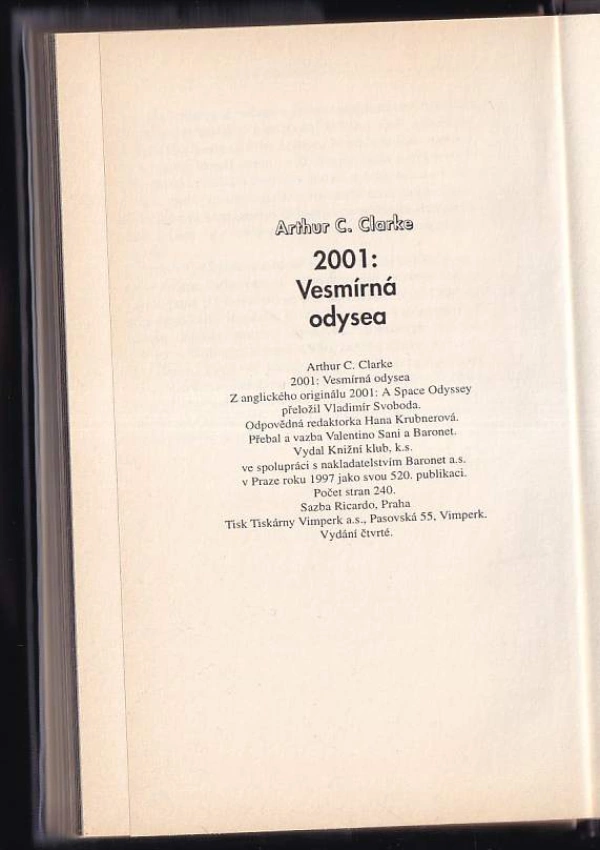 Arthur C. Clarke
2001:
Vesmírná
odysea
Arthur C. Clarke
2001: Vesmírná odysea
Z anglického originálu 2001: A Space Odyssey
přeložil Vladimír Svoboda.
Odpovědná redaktorka Hana Krubnerová.
Přebal a vazba Valentino Sani a Baronet.
Vydal Knižní klub, k.s.
ve spolupráci s nakladatelstvím Baronet a.s.
v Praze roku 1997 jako svou 520. publikaci.
Počet stran 240.
Sazba Ricardo, Praha
Tisk Tiskárny Vimperk a.s., Pasovská 55, Vimperk.
Vydání čtvrté.